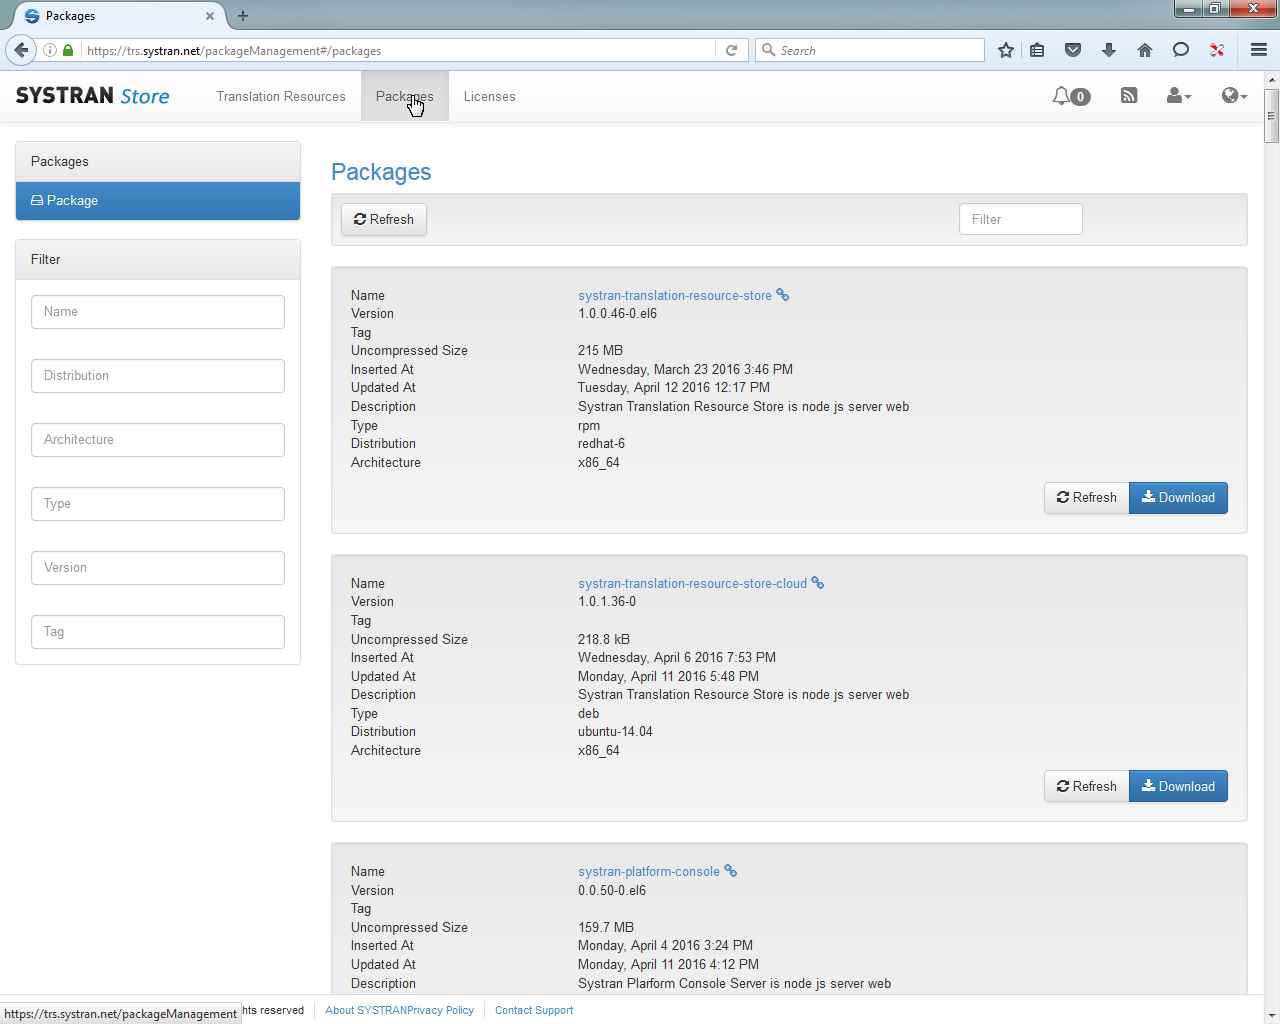 Packages
https://trs.systran.net/packageManagement#/packages
Search
SYSTRAN Store
Translation Resources
Packages
Licenses
0
Packages
Package
Filter
Name
Distribution
Architecture
Type
Version
Tag
Packages
Refresh
Filter
Name systran-translation-resource-store
Version 1.0.0.46-0.el6
Tag
Uncompressed Size 215 MB
Inserted At Wednesday, March 23 2016 3:46 PM
Updated At Tuesday, April 12 2016 12:17 PM
Description Systran Translation Resource Store is node js server web
Type rpm
Distribution redhat-6
Architecture x86_64
Refresh Download
Name systran-translation-resource-store-cloud
Version 1.0.1.36-0
Tag
Uncompressed Size 218.8 kB
Inserted At Wednesday, April 6 2016 7:53 PM
Updated At Monday, April 11 2016 5:48 PM
Description Systran Translation Resource Store is node js server web
Type deb
Distribution ubuntu-14.04
Architecture x86_64
Refresh Download
Name systran-platform-console
Version 0.0.50-0.el6
Tag
Uncompressed Size 159.7 MB
Inserted At Monday, April 4 2016 3:24 PM
Updated At Monday, April 11 2016 4:12 PM
Description Systran Plarform Console Server is node js server web
https://trs.systran.net/packageManagement
hts reserved
About SYSTRAN
Privacy Policy
Contact Support